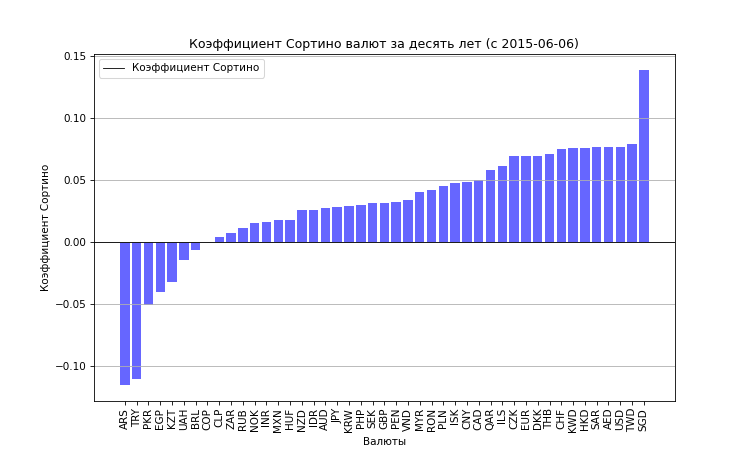 Коэффициент Сортино валют за десять лет (с 2015-06-06)
Коэффициент Сортино
0.15
0.10
0.05
0.00
−0.05
−0.10
Коэффициент Сортино
ARS TRY PKR EGP KZT UAH BRL COP CLP ZAR RUB NOK INR MXN HUF NZD IDR AUD JPY KRW PHP SEK GBP PEN VND MYR RON PLN ISK CNY CAD QAR ILS CZK EUR DKK THB CHF KWD HKD SAR AED USD TWD SGD
Валюты